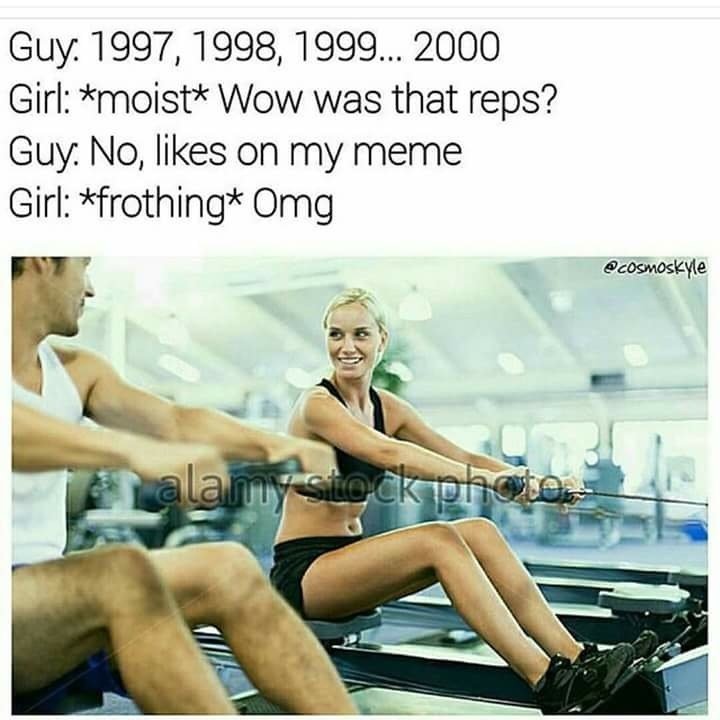 Guy: 1997, 1998, 1999... 2000
Girl: *moist* Wow was that reps?
Guy: No, likes on my meme
Girl: *frothing* Omg
@cosmoskyle
alamy stock photo